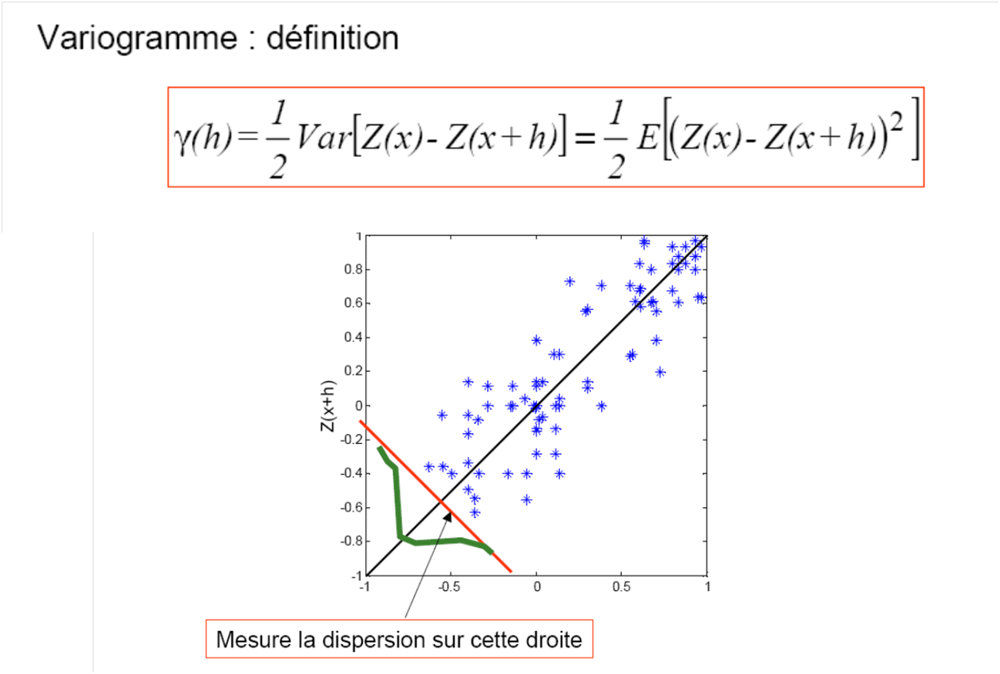 Variogramme : définition
γ(h) = 1/2 Var[Z(x) - Z(x + h)] = 1/2 E[(Z(x) - Z(x + h))²]
1
0.8
0.6
0.4
0.2
0
-0.2
-0.4
-0.6
-0.8
-1
Z(x+h)
-1 -0.5 0 0.5 1
Mesure la dispersion sur cette droite